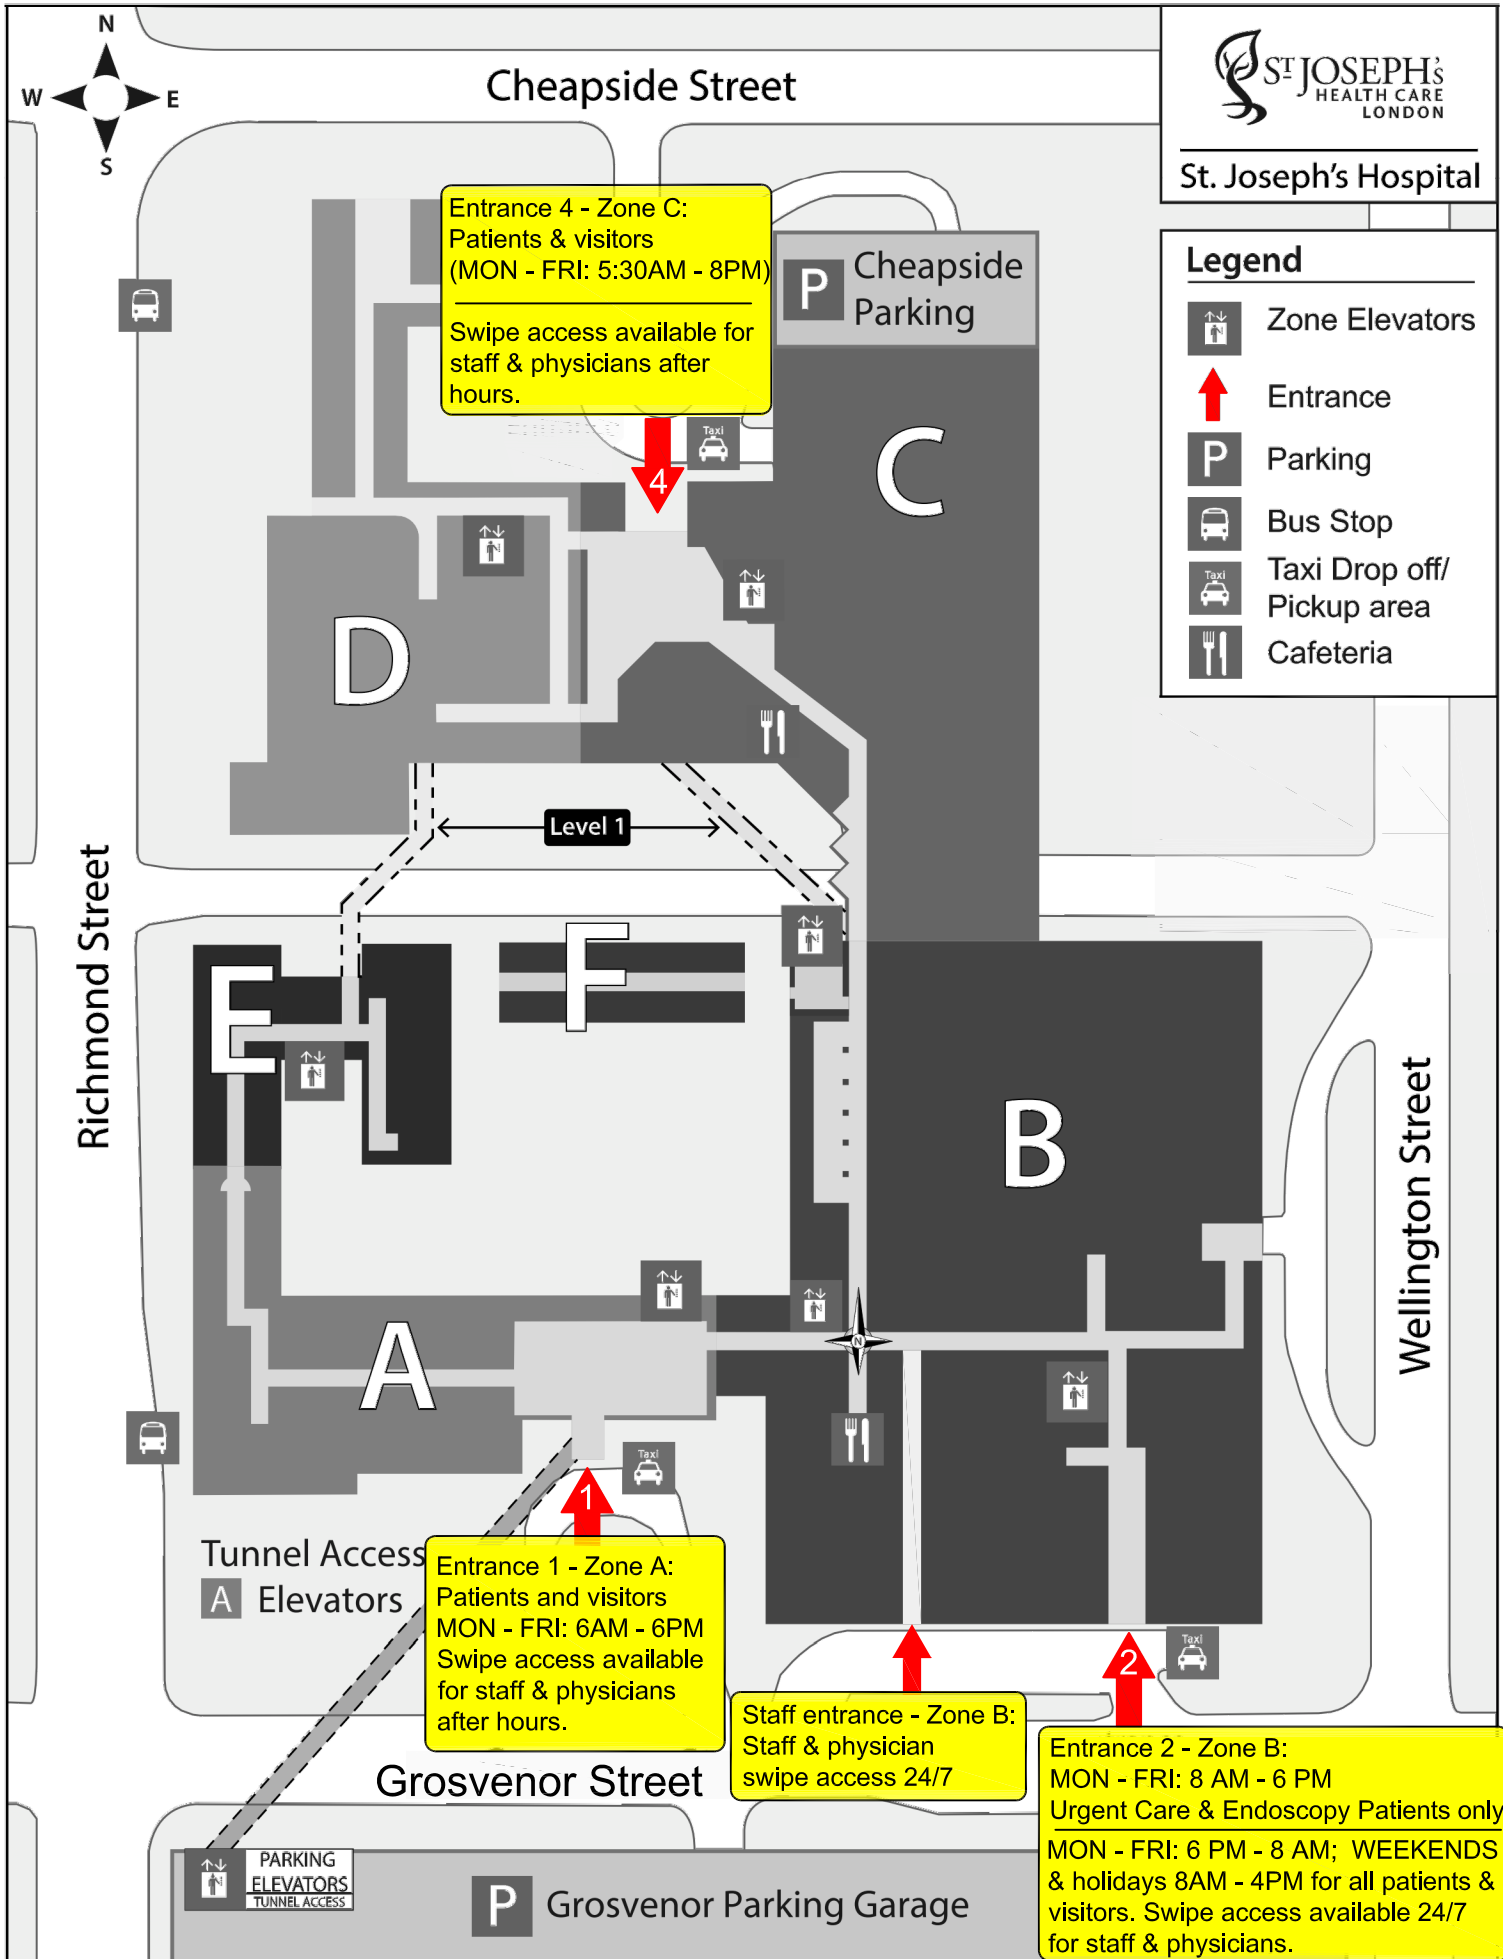 N
W
E
S
Cheapside Street
ST JOSEPH'S
HEALTH CARE
LONDON
St. Joseph's Hospital
Entrance 4 - Zone C:
Patients & visitors
(MON - FRI: 5:30AM - 8PM)
Swipe access available for
staff & physicians after
hours.
P
Cheapside
Parking
Legend
Zone Elevators
Entrance
P
Parking
Bus Stop
Taxi
Taxi Drop off/
Pickup area
Cafeteria
Taxi
4
C
D
Level 1
Richmond Street
E
F
B
Wellington Street
A
N
Taxi
1
Tunnel Access
A Elevators
Entrance 1 - Zone A:
Patients and visitors
MON - FRI: 6AM - 6PM
Swipe access available
for staff & physicians
after hours.
Taxi
2
Staff entrance - Zone B:
Staff & physician
swipe access 24/7
Entrance 2 - Zone B:
MON - FRI: 8 AM - 6 PM
Urgent Care & Endoscopy Patients only
MON - FRI: 6 PM - 8 AM; WEEKENDS
& holidays 8AM - 4PM for all patients &
visitors. Swipe access available 24/7
for staff & physicians.
Grosvenor Street
PARKING
ELEVATORS
TUNNEL ACCESS
P
Grosvenor Parking Garage